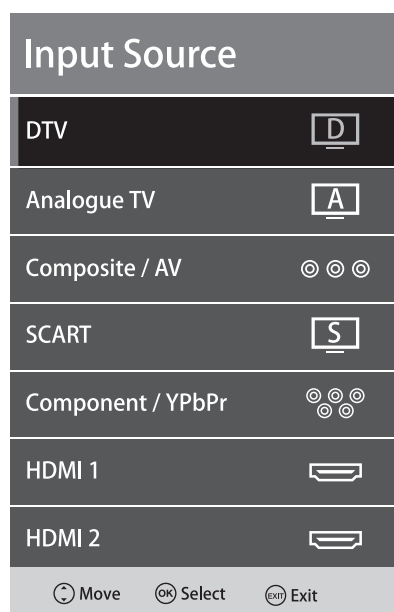 Input Source
DTV D
Analogue TV A
Composite / AV
SCART S
Component / YPbPr
HDMI 1
HDMI 2
Move OK Select EXIT Exit